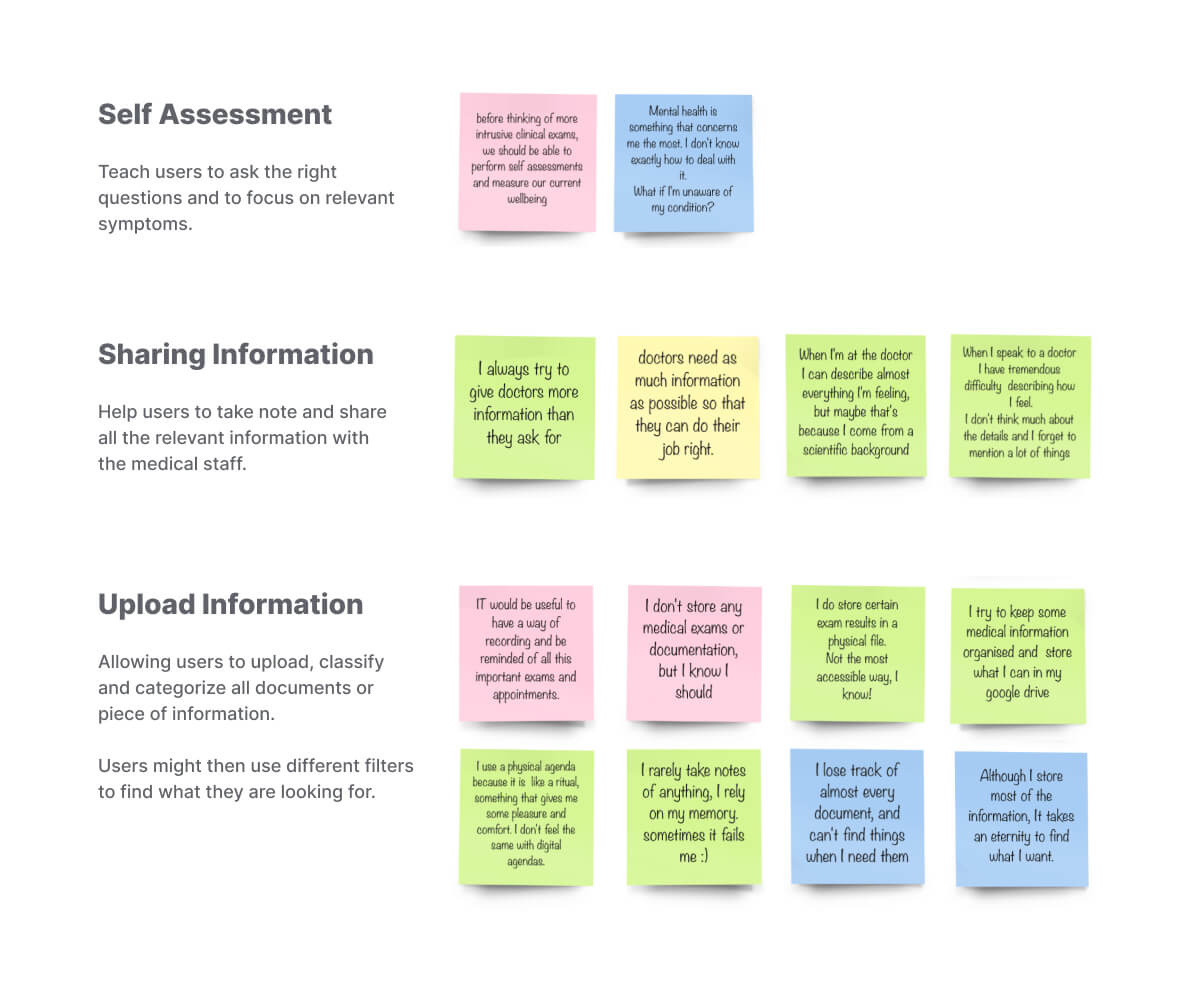 Self Assessment
Teach users to ask the right
questions and to focus on relevant
symptoms.
before thinking of more
intrusive clinical exams,
we should be able to
perform self assessments
and measure our current
wellbeing
Mental health is
something that concerns
me the most. I don't know
exactly how to deal with
it.
What if I'm unaware of
my condition?
Sharing Information
Help users to take note and share
all the relevant information with
the medical staff.
I always try to
give doctors more
information than
they ask for
doctors need as
much information
as possible so that
they can do their
job right.
When I'm at the doctor
I can describe almost
everything I'm feeling,
but maybe that's
because I come from a
scientific background
When I speak to a doctor
I have tremendous
difficulty describing how
I feel.
I don't think much about
the details and I forget to
mention a lot of things
Upload Information
Allowing users to upload, classify
and categorize all documents or
piece of information.
Users might then use different filters
to find what they are looking for.
IT would be useful to
have a way of
recording and be
reminded of all this
important exams and
appointments.
I don't store any
medical exams or
documentation,
but I know I
should
I do store certain
exam results in a
physical file.
Not the most
accessible way, I
know!
I try to keep some
medical information
organised and store
what I can in my
google drive
I use a physical agenda
because it is like a ritual,
something that gives me
some pleasure and
comfort. I don't feel the
same with digital
agendas.
I rarely take notes
of anything, I rely
on my memory.
sometimes it fails
me :)
I lose track of
almost every
document, and
can't find things
when I need them
Although I store
most of the
information, It takes
an eternity to find
what I want.